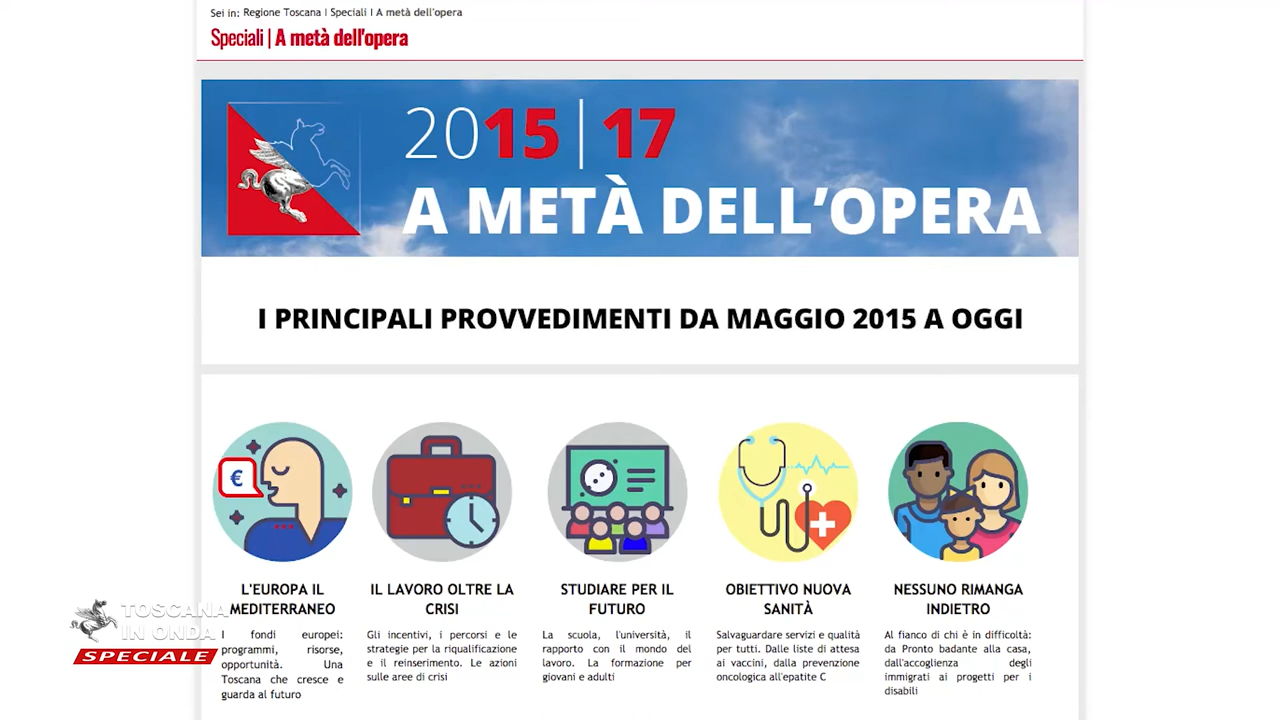 Sei in: Regione Toscana | Speciali | A metà dell'opera
Speciali | A metà dell'opera
2015 | 17
A METÀ DELL'OPERA
I PRINCIPALI PROVVEDIMENTI DA MAGGIO 2015 A OGGI
€
L'EUROPA IL
MEDITERRANEO
I fondi europei:
programmi, risorse,
opportunità. Una
Toscana che cresce e
guarda al futuro
IL LAVORO OLTRE LA
CRISI
Gli incentivi, i percorsi e le
strategie per la riqualificazione
e il reinserimento. Le azioni
sulle aree di crisi
STUDIARE PER IL
FUTURO
La scuola, l'università, il
rapporto con il mondo del
lavoro. La formazione per
giovani e adulti
OBIETTIVO NUOVA
SANITÀ
Salvaguardare servizi e qualità
per tutti. Dalle liste di attesa
ai vaccini, dalla prevenzione
oncologica all'epatite C
NESSUNO RIMANGA
INDIETRO
Al fianco di chi è in difficoltà:
da Pronto badante alla casa,
dall'accoglienza degli
immigrati ai progetti per i
disabili
TOSCANA
IN ONDA
SPECIALE